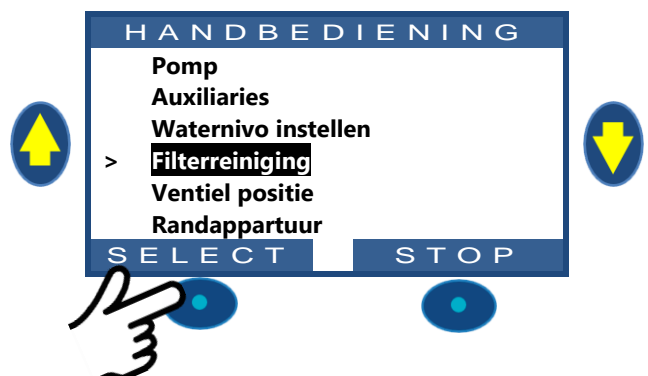 HANDBEDIENING
Pomp
Auxiliaries
Waternivo instellen
> Filterreiniging
Ventiel positie
Randappartuur
SELECT STOP